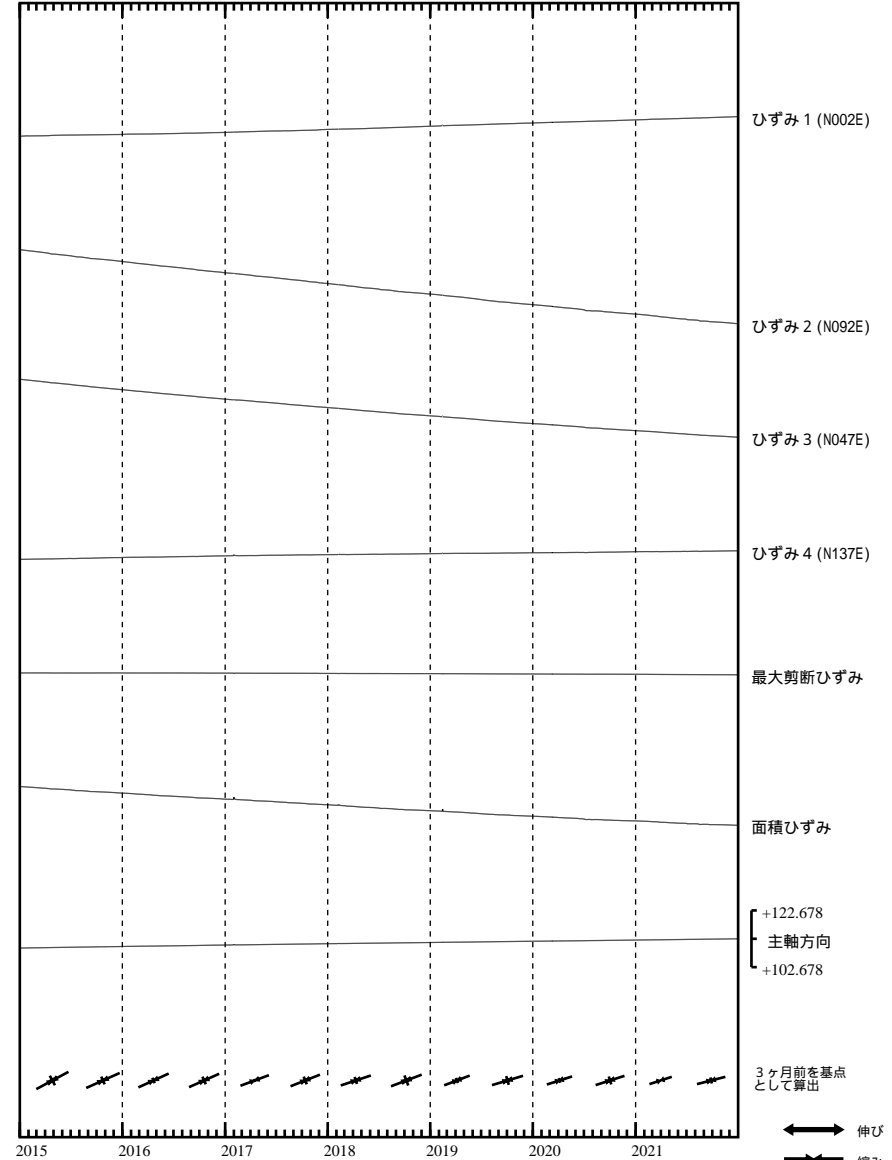 ひずみ1 (N002E)
ひずみ2 (N092E)
ひずみ3 (N047E)
ひずみ4 (N137E)
最大剪断ひずみ
面積ひずみ
+122.678
主軸方向
+102.678
3ヶ月前を基点
として算出
伸び
2015 2016 2017 2018 2019 2020 2021